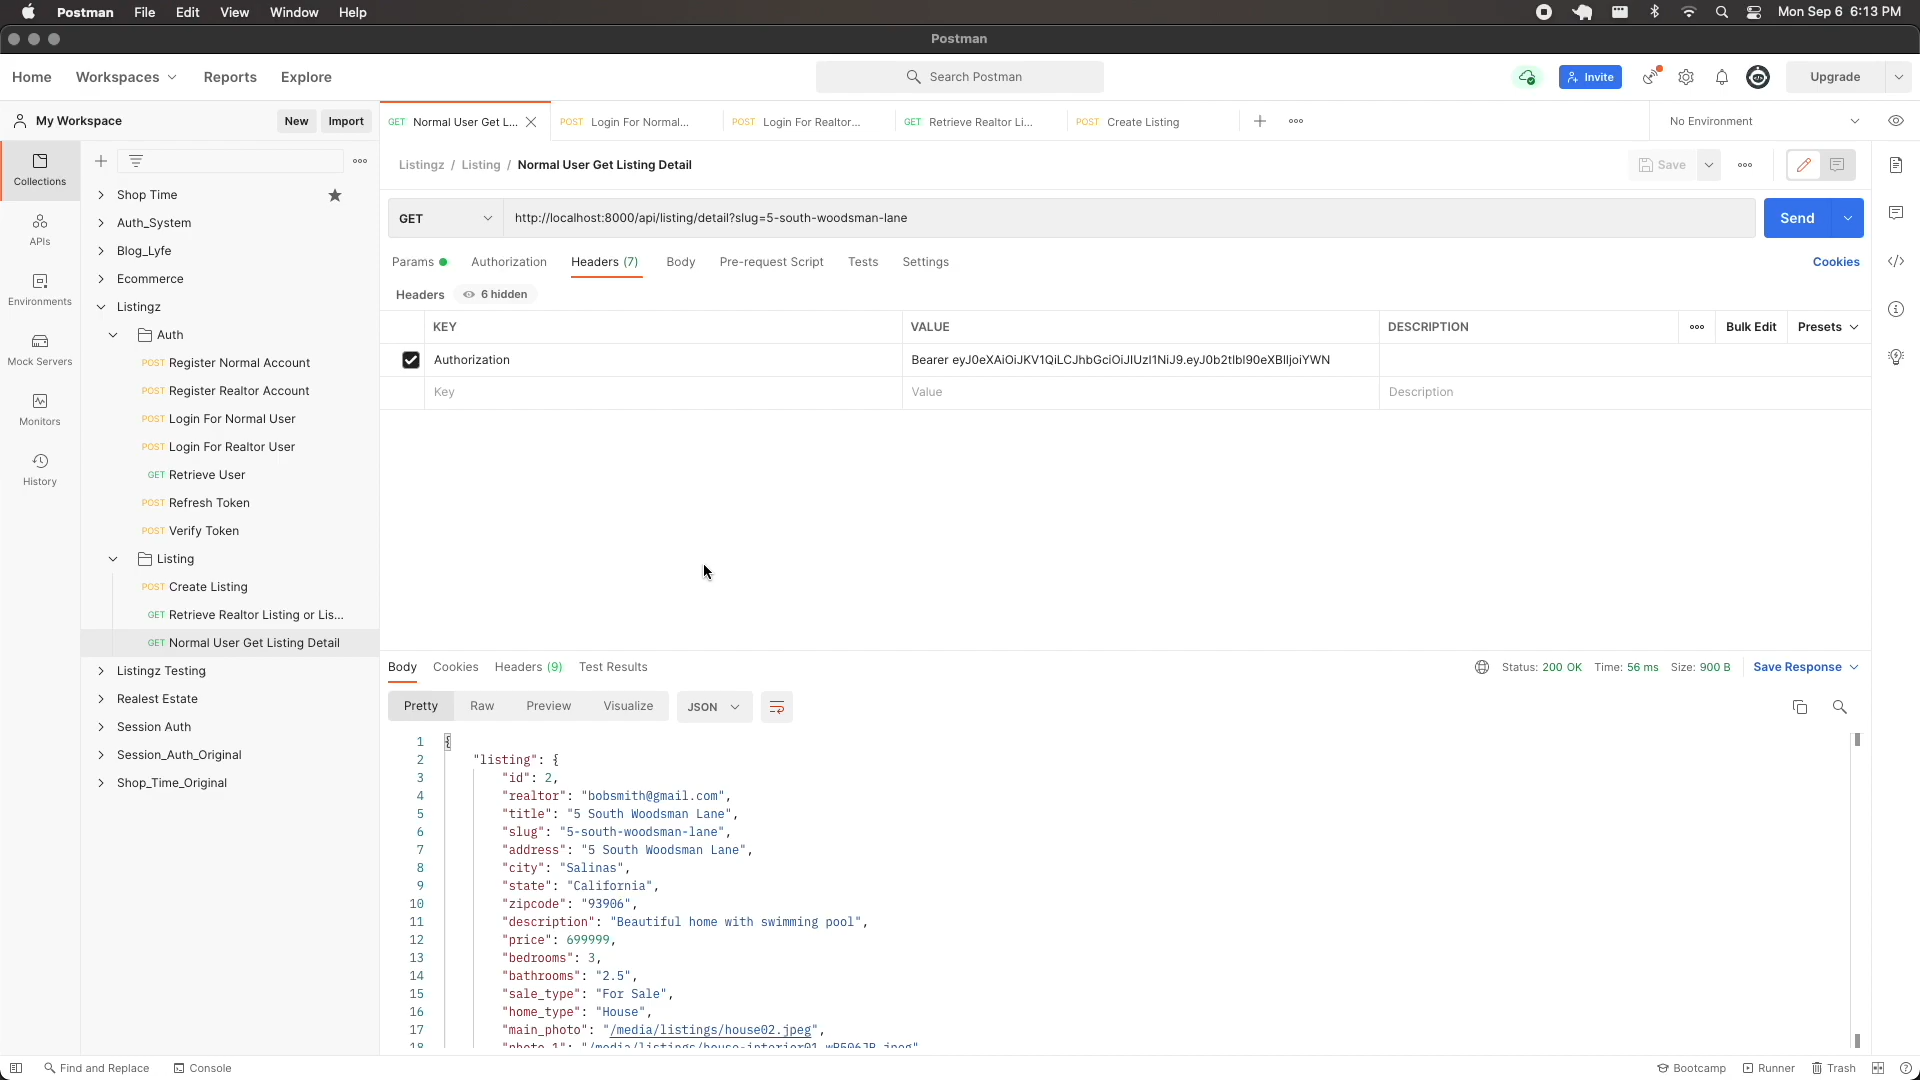 Postman File Edit View Window Help
Mon Sep 6 6:13 PM
Postman
Home Workspaces Reports Explore
Search Postman
Invite
Upgrade
My Workspace
New Import
GET Normal User Get L...
POST Login For Normal...
POST Login For Realtor...
GET Retrieve Realtor Li...
POST Create Listing
No Environment
Collections
APIs
Environments
Mock Servers
Monitors
History
Shop Time
Auth_System
Blog_Lyfe
Ecommerce
Listingz
Auth
POST Register Normal Account
POST Register Realtor Account
POST Login For Normal User
POST Login For Realtor User
GET Retrieve User
POST Refresh Token
POST Verify Token
Listing
POST Create Listing
GET Retrieve Realtor Listing or Lis...
GET Normal User Get Listing Detail
Listingz Testing
Realest Estate
Session Auth
Session_Auth_Original
Shop_Time_Original
Listingz / Listing / Normal User Get Listing Detail
Save
GET http://localhost:8000/api/listing/detail?slug=5-south-woodsman-lane
Send
Params Authorization Headers (7) Body Pre-request Script Tests Settings
Cookies
Headers 6 hidden
KEY VALUE DESCRIPTION
Bulk Edit Presets
Authorization
Key Value Description
Body Cookies Headers (9) Test Results
Status: 200 OK Time: 56 ms Size: 900 B Save Response
Pretty Raw Preview Visualize JSON
1 {
2 "listing": {
3 "id": 2,
4 "realtor": "bobsmith@gmail.com",
5 "title": "5 South Woodsman Lane",
6 "slug": "5-south-woodsman-lane",
7 "address": "5 South Woodsman Lane",
8 "city": "Salinas",
9 "state": "California",
10 "zipcode": "93906",
11 "description": "Beautiful home with swimming pool",
12 "price": 699999,
13 "bedrooms": 3,
14 "bathrooms": "2.5",
15 "sale_type": "For Sale",
16 "home_type": "House",
17 "main_photo": "/media/listings/house02.jpeg",
Find and Replace Console
Bootcamp Runner Trash